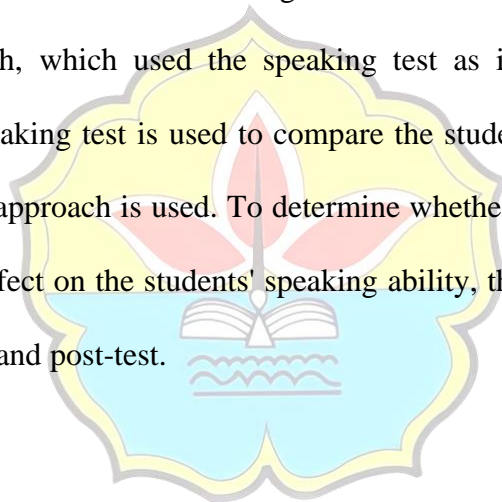 h, which used the speaking test as i
aking test is used to compare the stude
approach is used. To determine whethe
fect on the students' speaking ability, th
and post-test.